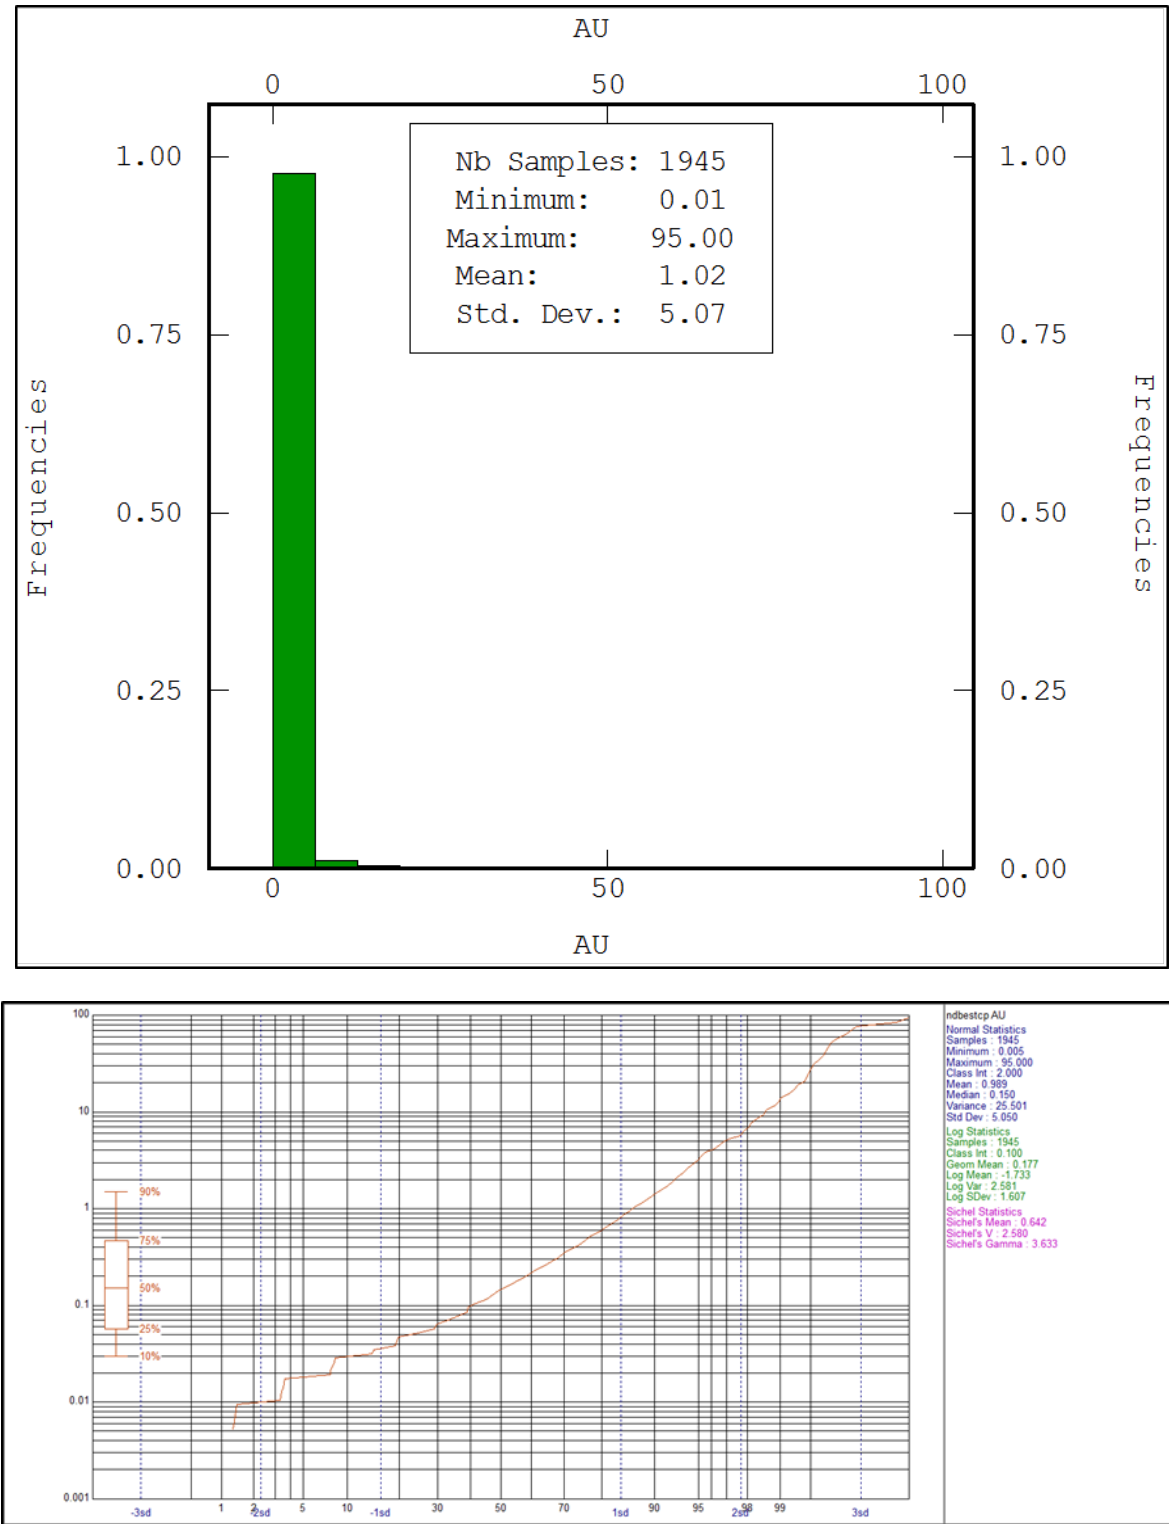 AU
0 50 100
Nb Samples: 1945
Minimum: 0.01
Maximum: 95.00
Mean: 1.02
Std. Dev.: 5.07
1.00 1.00
0.75 0.75
0.50 0.50
0.25 0.25
0.00 0.00
Frequencies
Frequencies
0 50 100
AU
100
10
1
0.1
0.01
0.001
90%
75%
50%
25%
10%
1 2 5 10 30 50 70 90 95 98 99
-3sd -2sd -1sd 1sd 2sd 3sd
ndbestcp AU
Normal Statistics
Samples : 1945
Minimum : 0.005
Maximum : 95.000
Class Int : 2.000
Mean : 0.989
Median : 0.150
Variance : 25.501
Std Dev : 5.050
Log Statistics
Samples : 1945
Class Int : 0.100
Geom Mean : 0.177
Log Mean : -1.733
Log Var : 2.581
Log SDev : 1.607
Sichel Statistics
Sichel's Mean : 0.642
Sichel's V : 2.580
Sichel's Gamma : 3.633